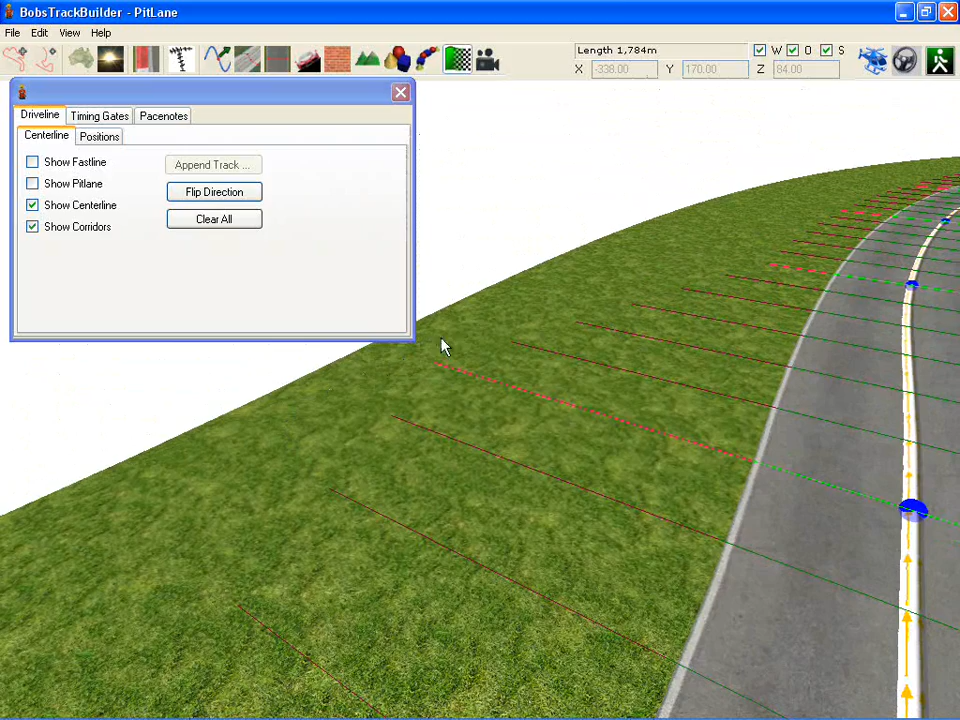 BobsTrackBuilder - PitLane
File Edit View Help
Length 1,784m W O S
X -338.00 Y 170.00 Z 84.00
Driveline Timing Gates Pacenotes
Centerline Positions
Show Fastline Append Track ...
Show Pitlane Flip Direction
Show Centerline Clear All
Show Corridors